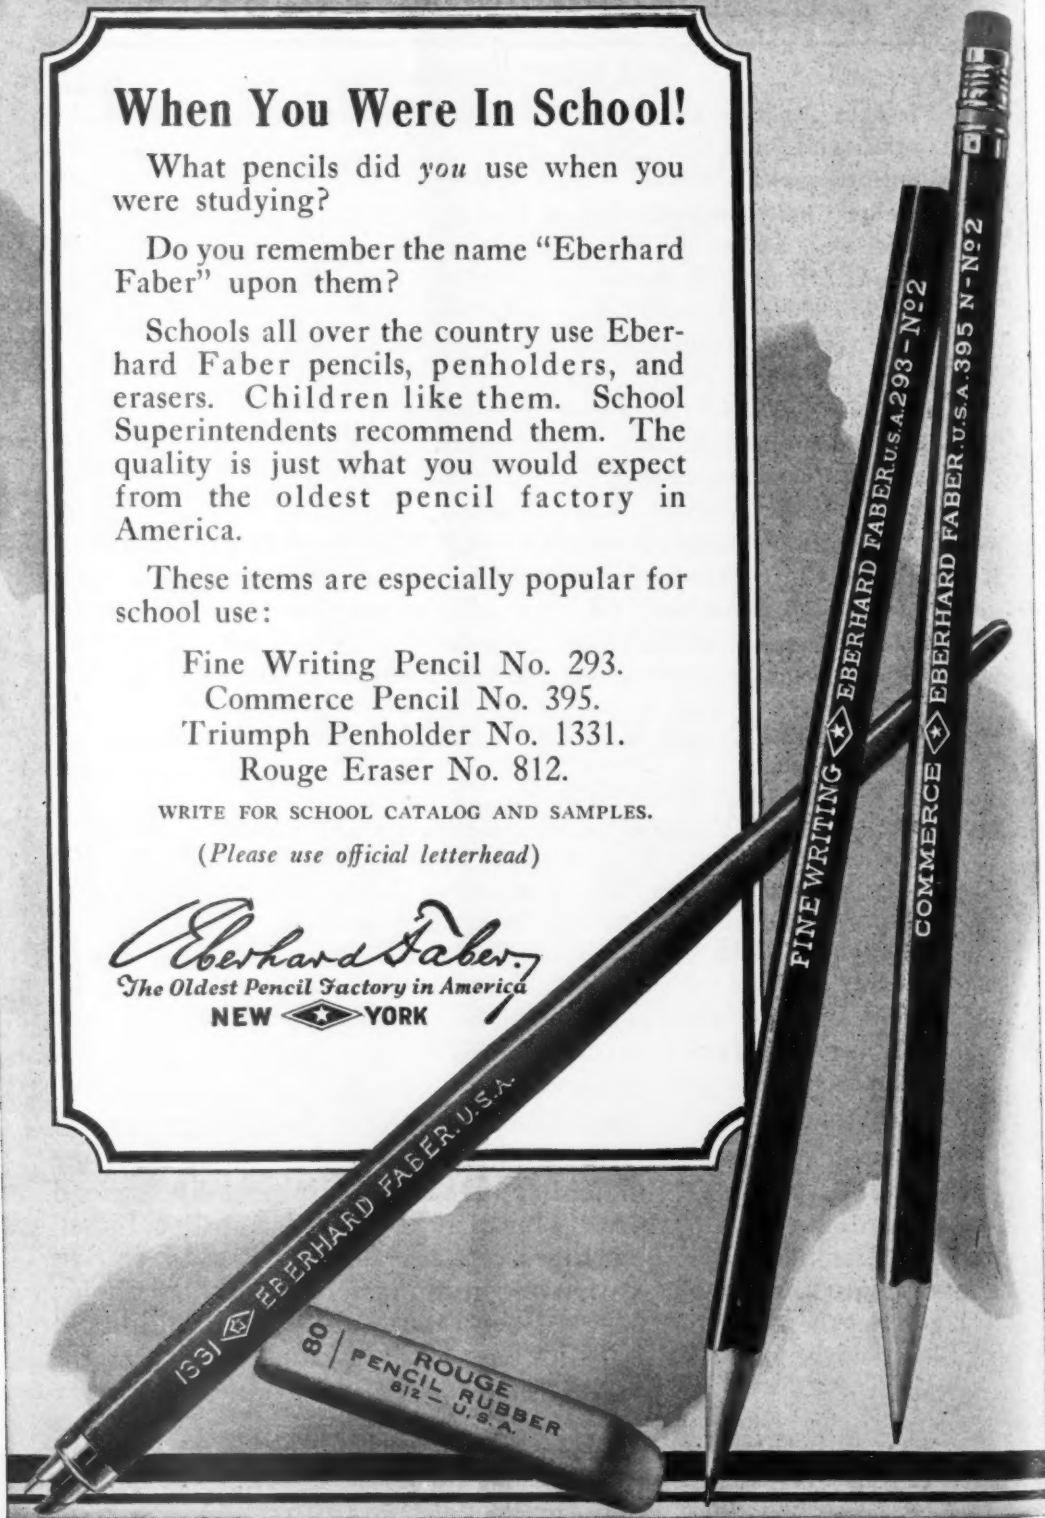 When You Were In School!
What pencils did you use when you
were studying?
Do you remember the name “Eberhard
Faber” upon them?
Schools all over the country use Eber-
hard Faber pencils, penholders, and
erasers. Children like them. School
Superintendents recommend them. The
quality is just what you would expect
from the oldest pencil factory in
America.
These items are especially popular for
school use:
Fine Writing Pencil No. 293.
Commerce Pencil No. 395.
Triumph Penholder No. 1331.
Rouge Eraser No. 812.
WRITE FOR SCHOOL CATALOG AND SAMPLES.
(Please use official letterhead)
Eberhard Faber.
The Oldest Pencil Factory in America
NEW YORK
FINE WRITING EBERHARD FABER.U.S.A.293-Nº2
COMMERCE EBERHARD FABER.U.S.A.395 N-Nº2
1331 EBERHARD FABER.U.S.A.
80
ROUGE
PENCIL RUBBER
812-U.S.A.